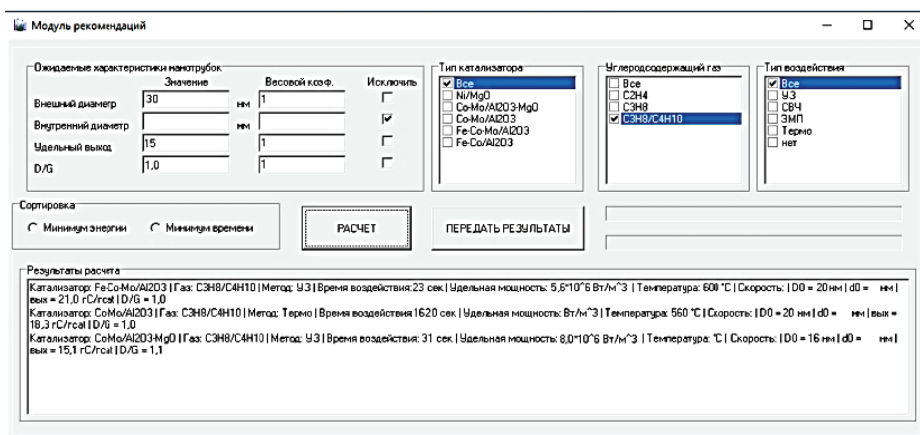 Модуль рекомендаций
Ожидаемые характеристики нанотрубок
Значение Весовой коэф. Исключить
Внешний диаметр 30 нм 1
Внутренний диаметр нм
Удельный выход 15 1
D/G 1,0 1
Тип катализатора
Все
Ni/MgO
Co-Mo/Al2O3-MgO
Co-Mo/Al2O3
Fe-Co-Mo/Al2O3
Fe-Co/Al2O3
Углеродсодержащий газ
Все
C2H4
C3H8
C3H8/C4H10
Тип воздействия
Все
УЗ
СВЧ
ЭМП
Термо
нет
Сортировка
Минимум энергии Минимум времени
РАСЧЕТ
ПЕРЕДАТЬ РЕЗУЛЬТАТЫ
Результаты расчета
Катализатор: Fe-Co-Mo/Al2O3 | Газ: C3H8/C4H10 | Метод: УЗ | Время воздействия: 23 сек | Удельная мощность: 5,6*10^6 Вт/м^3 | Температура: 600 °C | Скорость: | D0 = 20 нм | d0 = нм |
вых = 21,0 гС/гcat | D/G = 1,0
Катализатор: CoMo/Al2O3 | Газ: C3H8/C4H10 | Метод: Термо | Время воздействия 1620 сек | Удельная мощность: Вт/м^3 | Температура: 560 °C | Скорость: | D0 = 20 нм | d0 = нм | вых =
18,3 гС/гcat | D/G = 1,0
Катализатор: CoMo/Al2O3-MgO | Газ: C3H8/C4H10 | Метод: УЗ | Время воздействия: 31 сек | Удельная мощность: 8,0*10^6 Вт/м^3 | Температура: °C | Скорость: | D0 = 16 нм | d0 = нм |
вых = 15,1 гС/гcat | D/G = 1,1